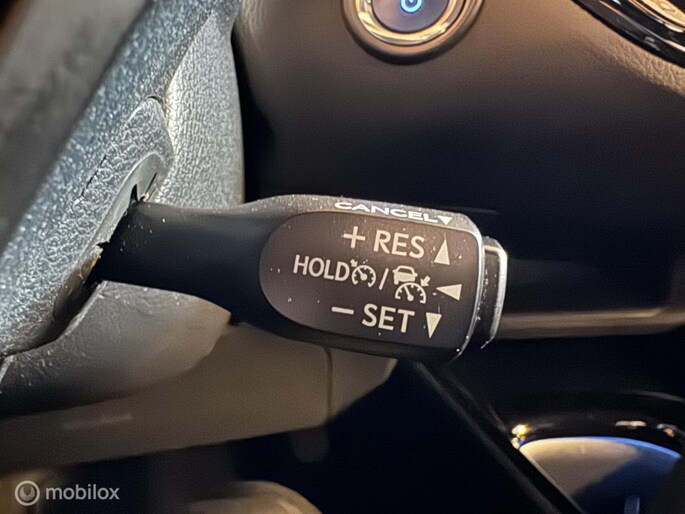 CANCEL▼
+ RES ▲
HOLD / ◀
− SET ▼
mobilox